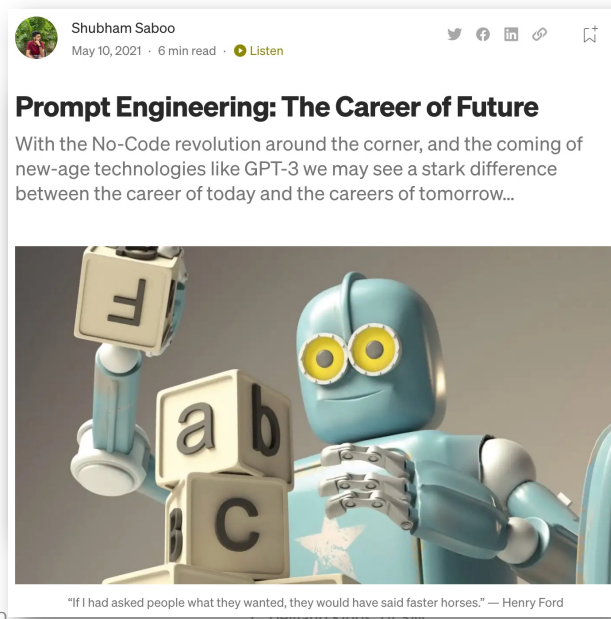 Shubham Saboo
May 10, 2021 · 6 min read · Listen
Prompt Engineering: The Career of Future
With the No-Code revolution around the corner, and the coming of
new-age technologies like GPT-3 we may see a stark difference
between the career of today and the careers of tomorrow...
F
a b
B C
“If I had asked people what they wanted, they would have said faster horses.” — Henry Ford